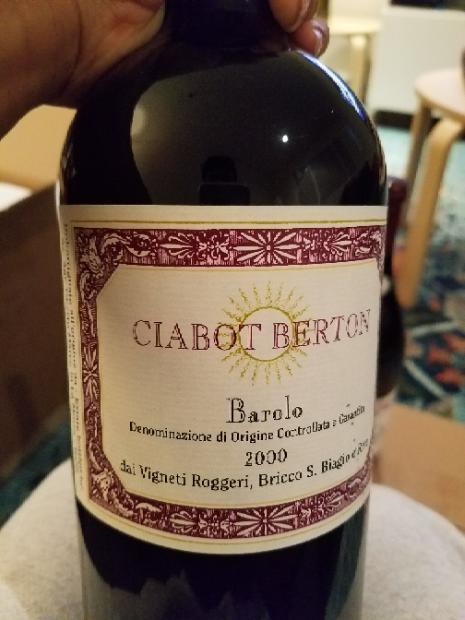 CIABOT BERTON
Barolo
Denominazione di Origine Controllata e Garantita
2000
dai Vigneti Roggeri, Bricco S. Biagio e